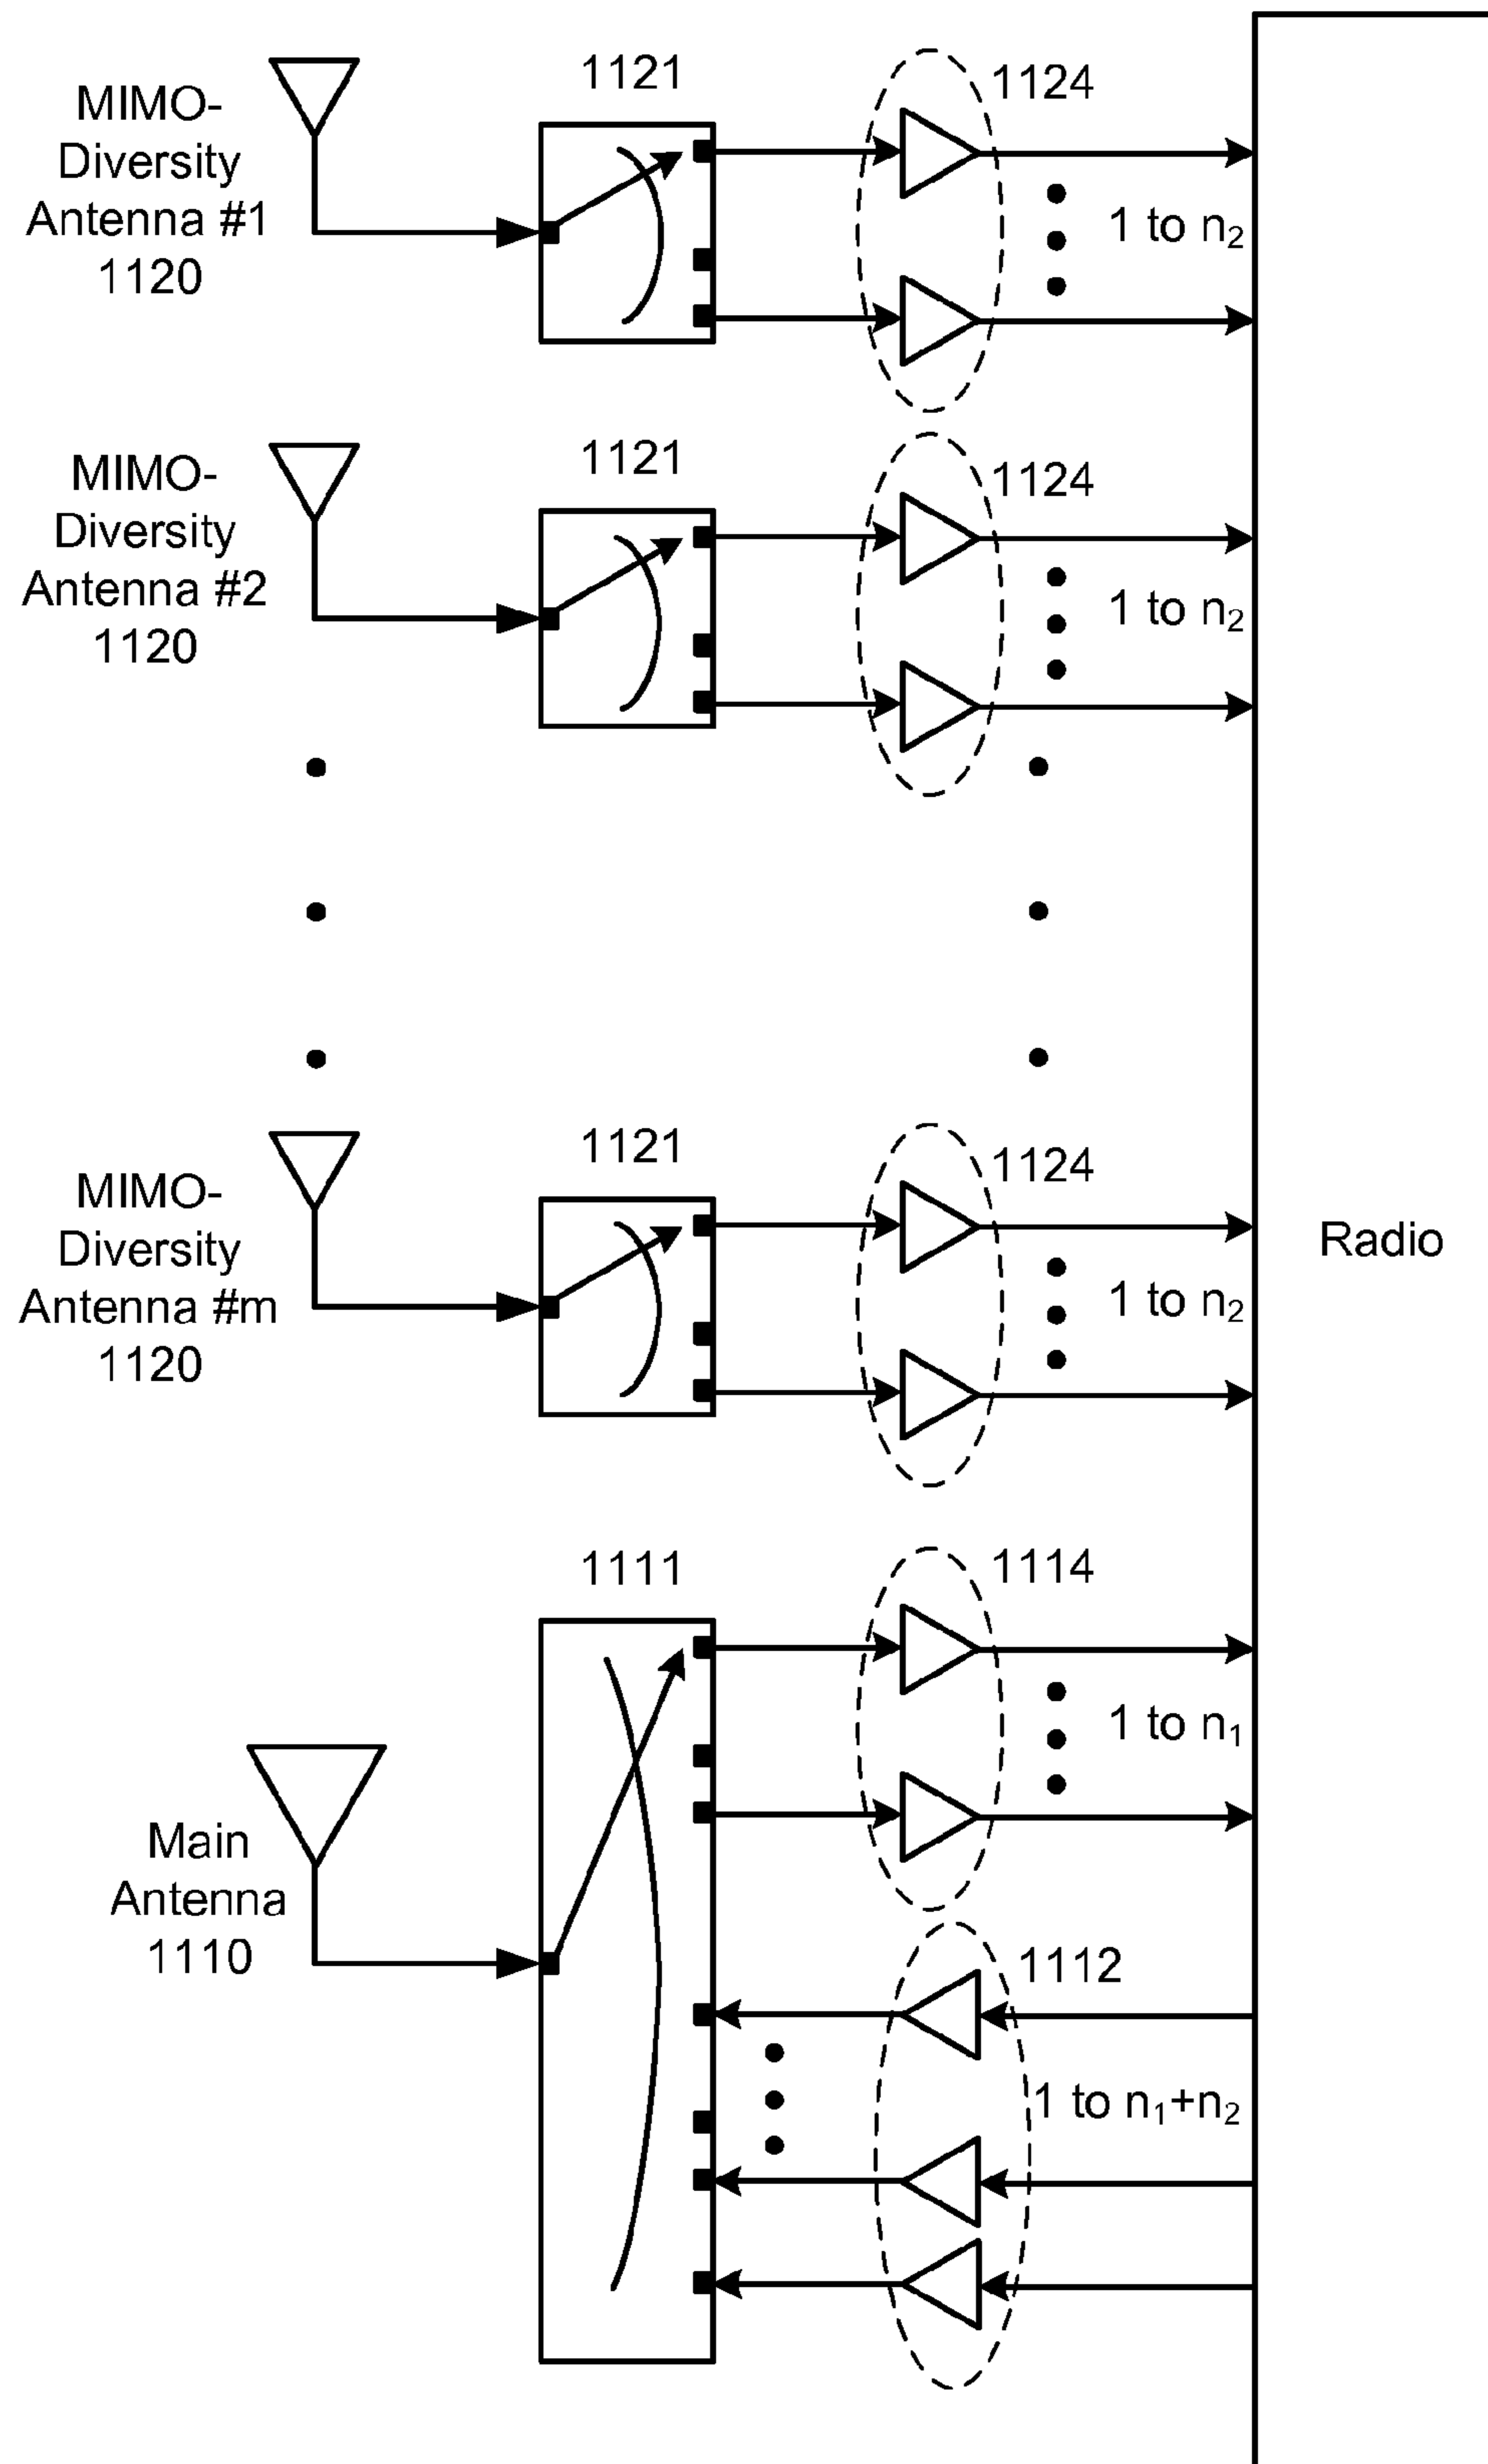 MIMO-
Diversity
Antenna #1
1120
1121
1124
1 to n₂
MIMO-
Diversity
Antenna #2
1120
1121
1124
1 to n₂
MIMO-
Diversity
Antenna #m
1120
1121
1124
1 to n₂
Radio
Main
Antenna
1110
1111
1114
1 to n₁
1112
1 to n₁+n₂